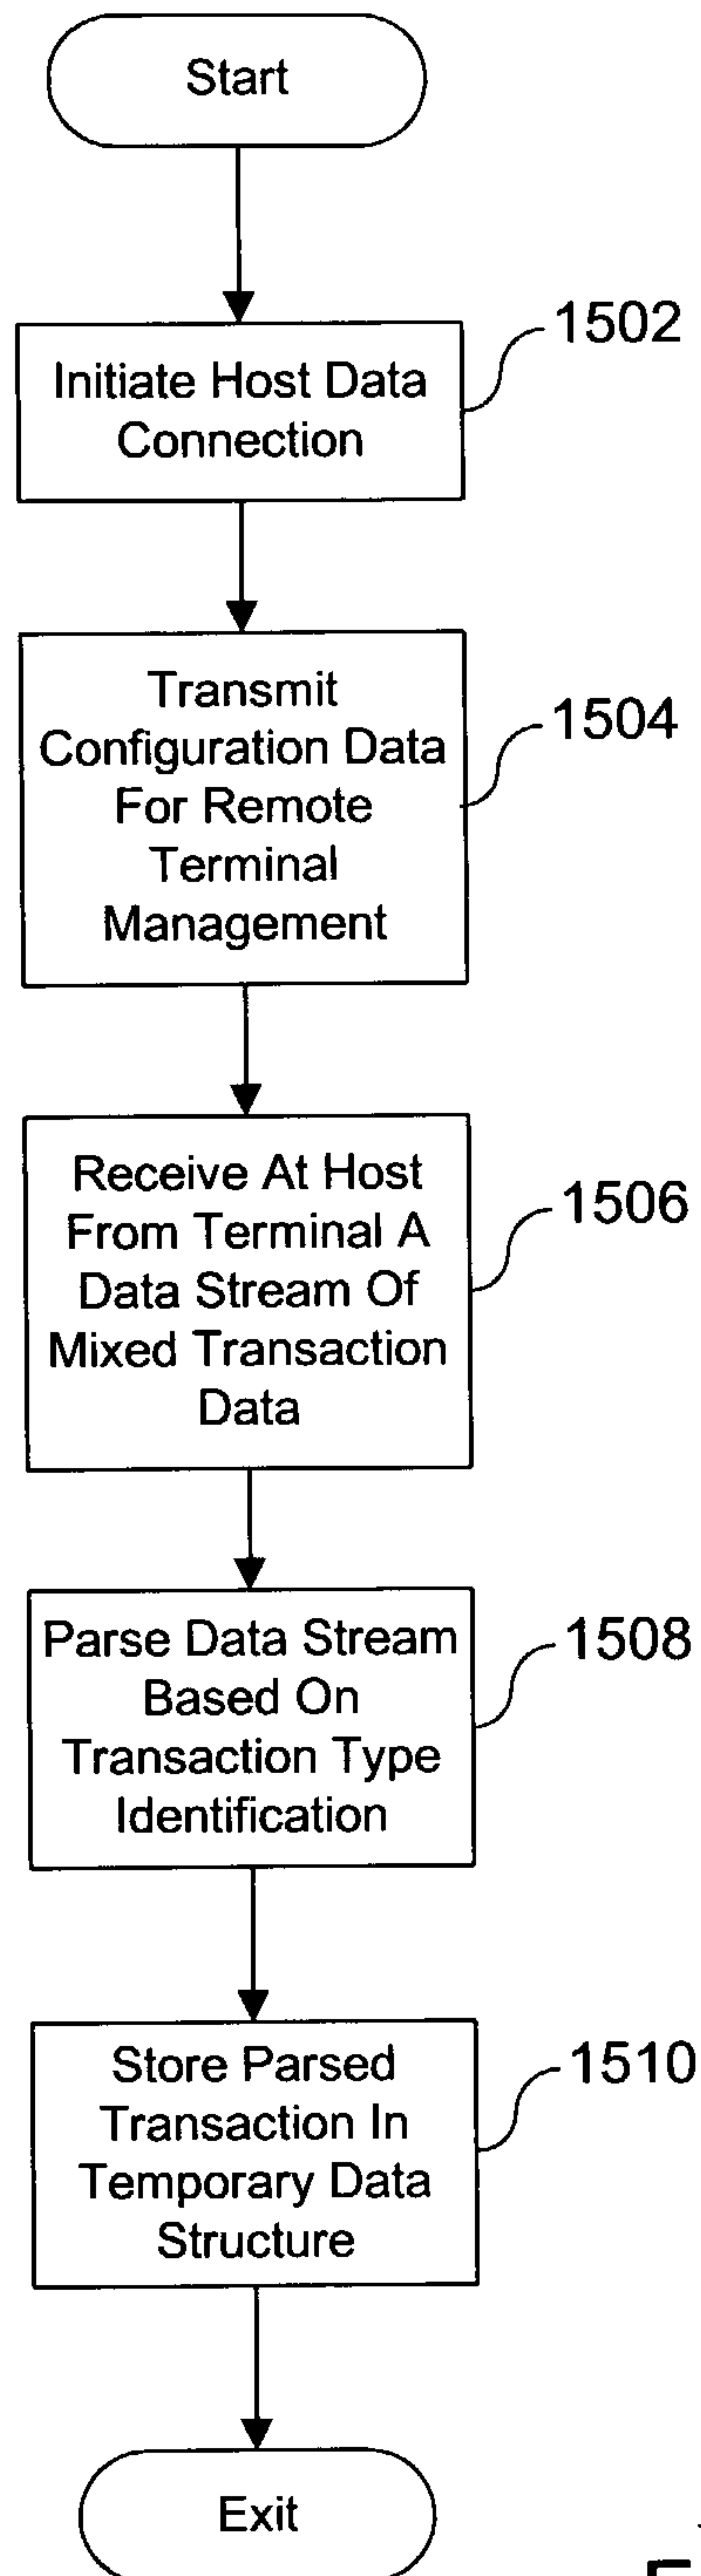 Start
1502
Initiate Host Data
Connection
1504
Transmit
Configuration Data
For Remote
Terminal
Management
1506
Receive At Host
From Terminal A
Data Stream Of
Mixed Transaction
Data
1508
Parse Data Stream
Based On
Transaction Type
Identification
1510
Store Parsed
Transaction In
Temporary Data
Structure
Exit